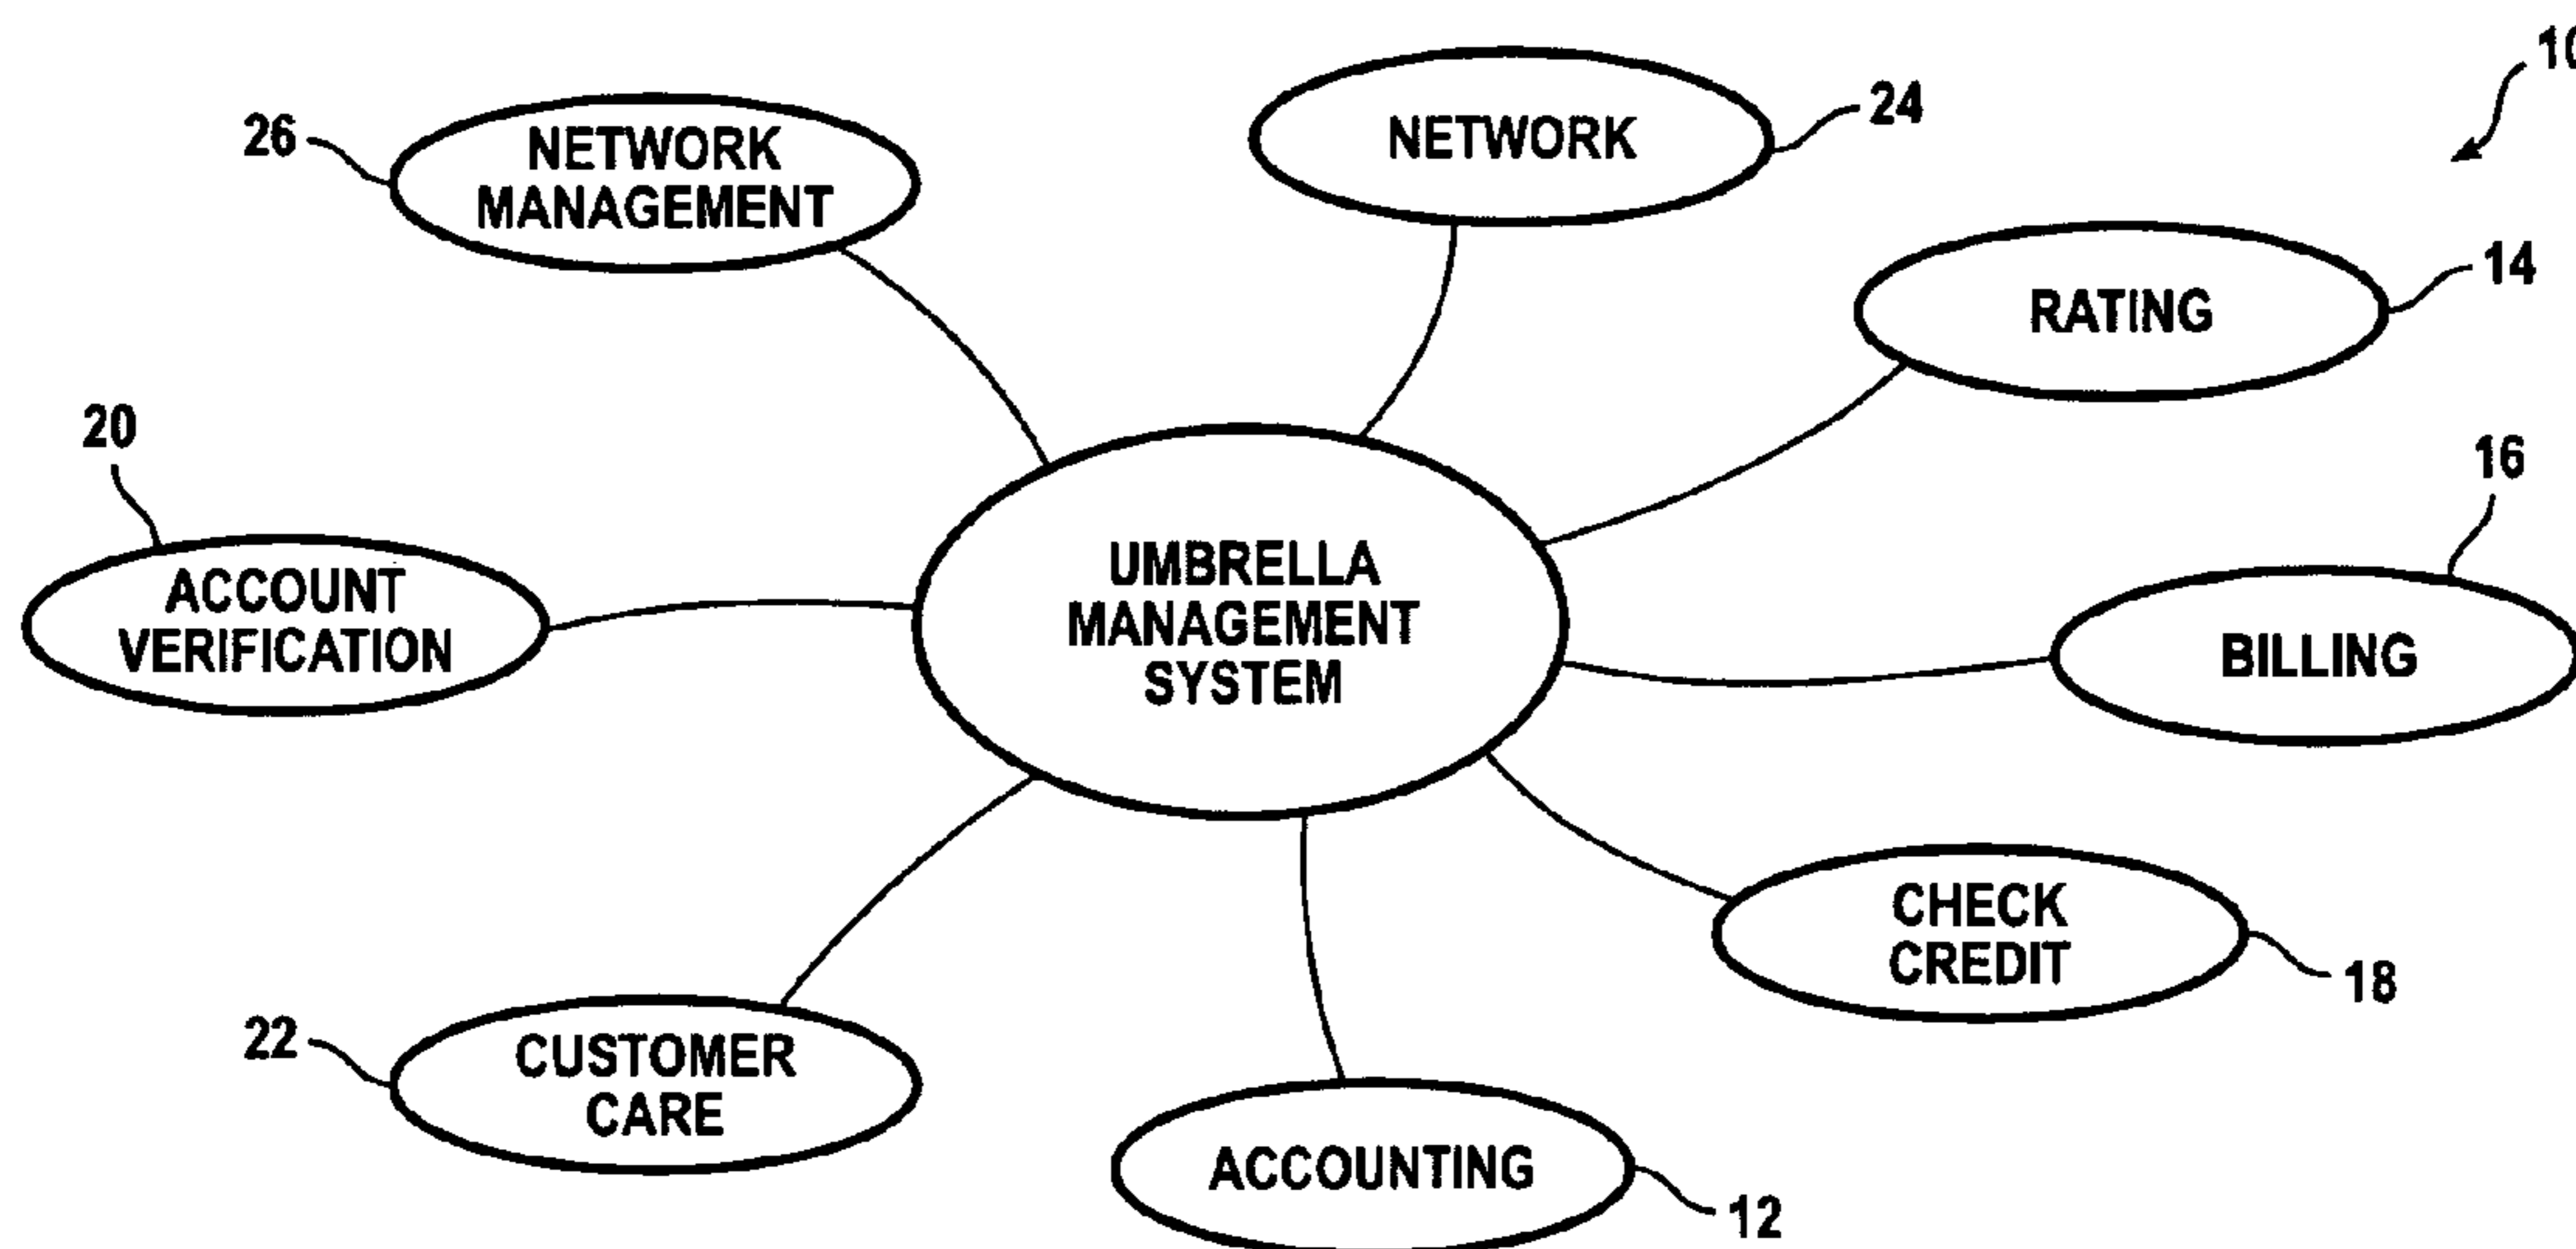 10
24
NETWORK
26
NETWORK
MANAGEMENT
14
RATING
20
16
ACCOUNT
VERIFICATION
UMBRELLA
MANAGEMENT
SYSTEM
BILLING
CHECK
CREDIT
18
22
CUSTOMER
CARE
ACCOUNTING
12